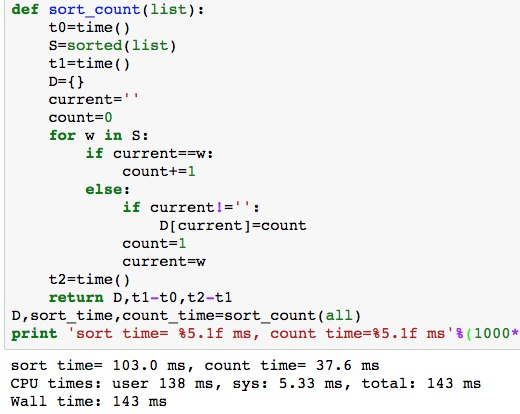 def sort_count(list):
    t0=time()
    S=sorted(list)
    t1=time()
    D={}
    current=''
    count=0
    for w in S:
        if current==w:
            count+=1
        else:
            if current!='':
                D[current]=count
            count=1
            current=w
    t2=time()
    return D,t1-t0,t2-t1
D,sort_time,count_time=sort_count(all)
print 'sort time= %5.1f ms, count time=%5.1f ms'%(1000*
sort time= 103.0 ms, count time= 37.6 ms
CPU times: user 138 ms, sys: 5.33 ms, total: 143 ms
Wall time: 143 ms